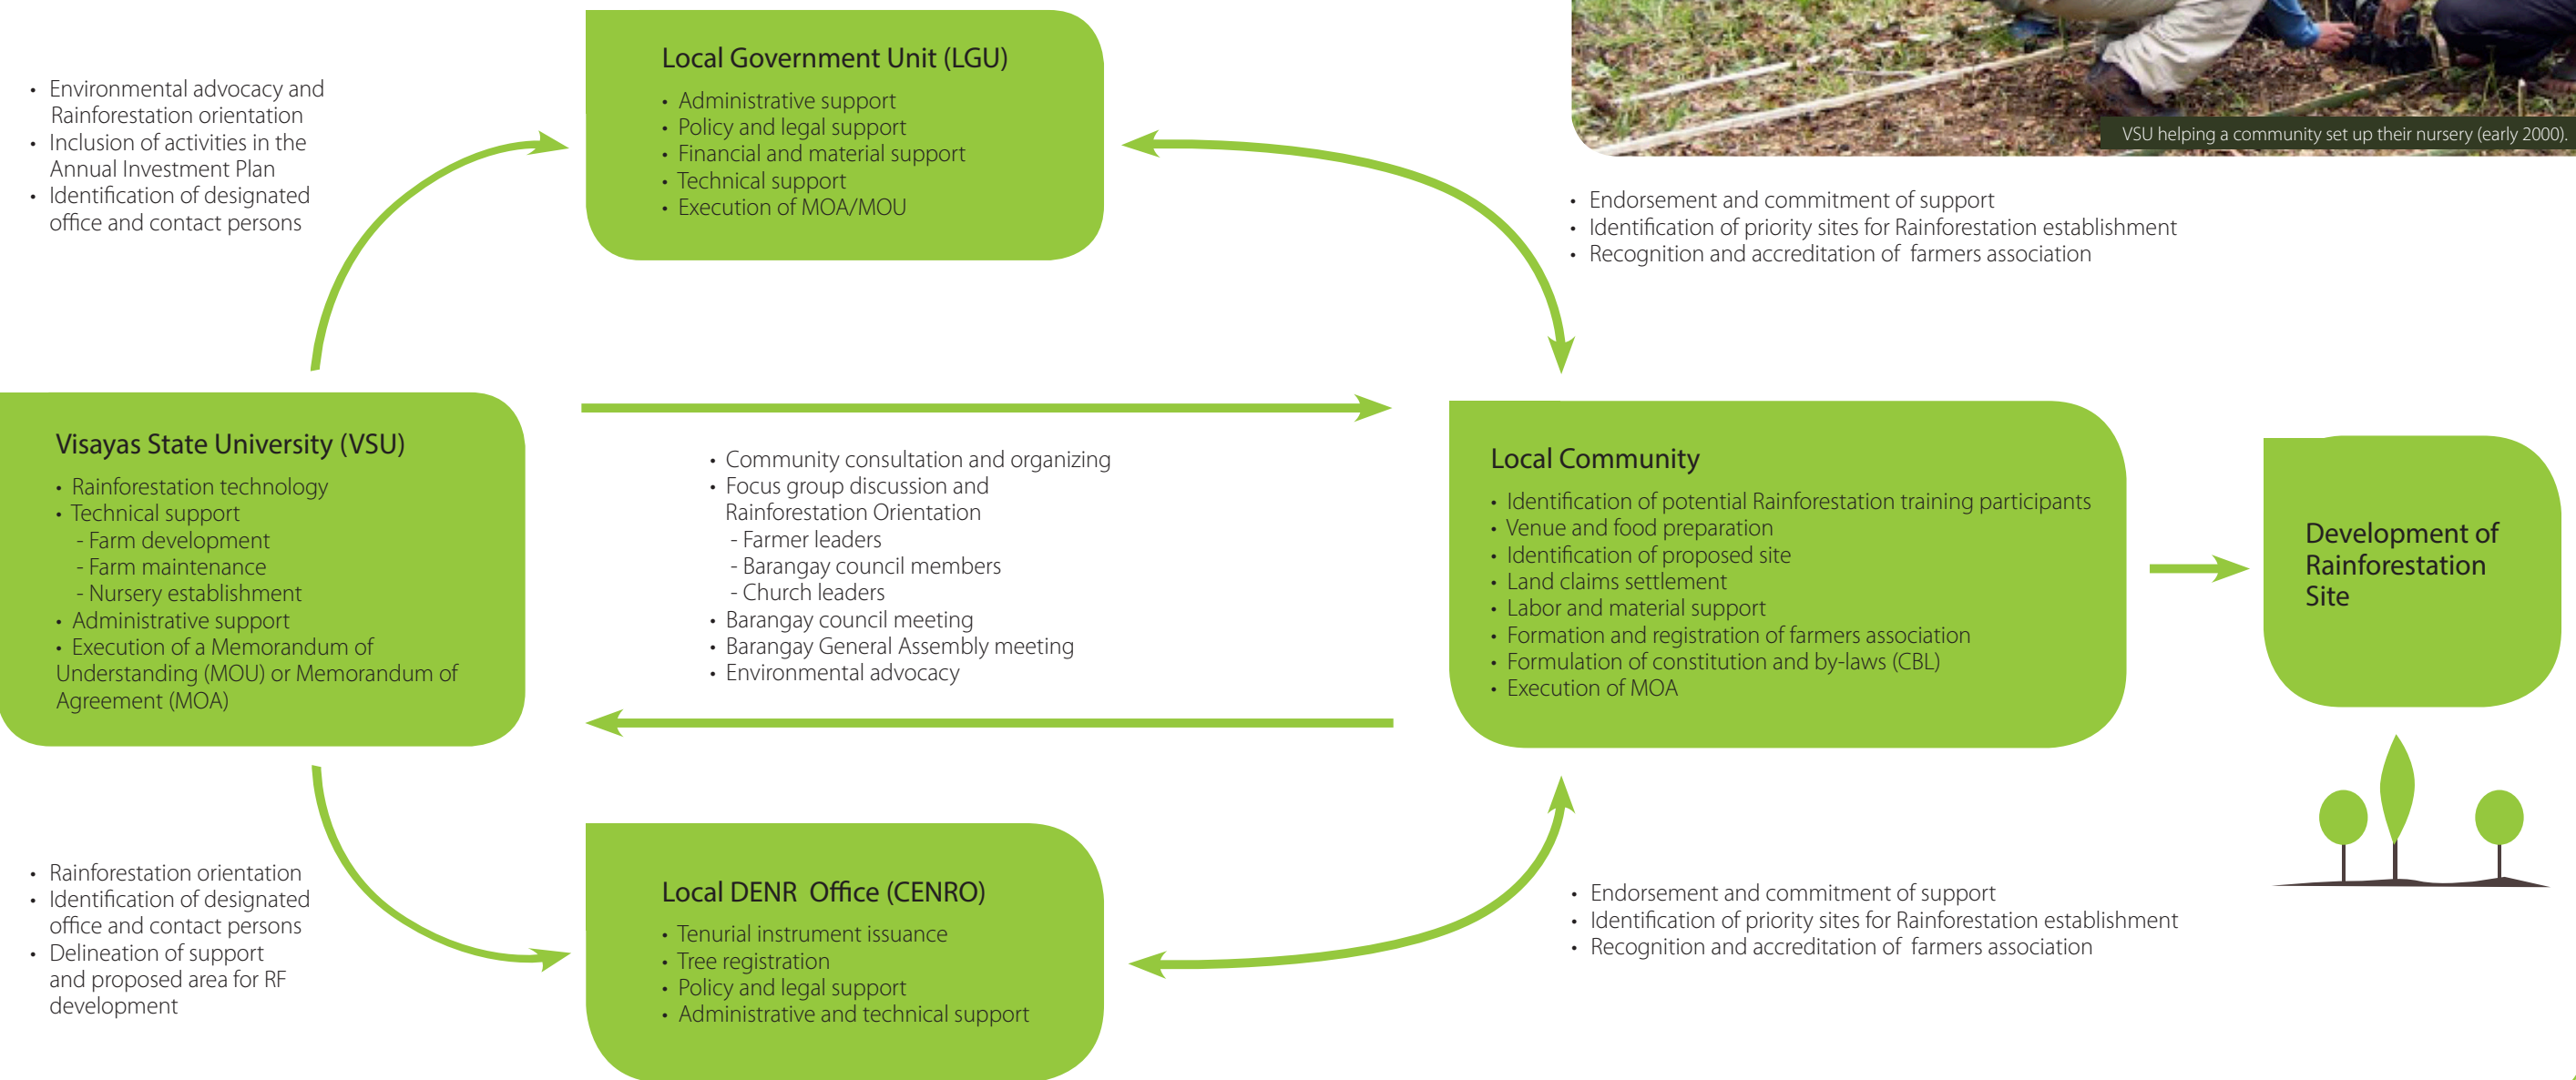 • Environmental advocacy and
Rainforestation orientation
• Inclusion of activities in the
Annual Investment Plan
• Identification of designated
office and contact persons
Local Government Unit (LGU)
• Administrative support
• Policy and legal support
• Financial and material support
• Technical support
• Execution of MOA/MOU
VSU helping a community set up their nursery (early 2000).
• Endorsement and commitment of support
• Identification of priority sites for Rainforestation establishment
• Recognition and accreditation of farmers association
Visayas State University (VSU)
• Rainforestation technology
• Technical support
- Farm development
- Farm maintenance
- Nursery establishment
• Administrative support
• Execution of a Memorandum of
Understanding (MOU) or Memorandum of
Agreement (MOA)
• Community consultation and organizing
• Focus group discussion and
Rainforestation Orientation
- Farmer leaders
- Barangay council members
- Church leaders
• Barangay council meeting
• Barangay General Assembly meeting
• Environmental advocacy
Local Community
• Identification of potential Rainforestation training participants
• Venue and food preparation
• Identification of proposed site
• Land claims settlement
• Labor and material support
• Formation and registration of farmers association
• Formulation of constitution and by-laws (CBL)
• Execution of MOA
Development of
Rainforestation
Site
• Rainforestation orientation
• Identification of designated
office and contact persons
• Delineation of support
and proposed area for RF
development
Local DENR Office (CENRO)
• Tenurial instrument issuance
• Tree registration
• Policy and legal support
• Administrative and technical support
• Endorsement and commitment of support
• Identification of priority sites for Rainforestation establishment
• Recognition and accreditation of farmers association